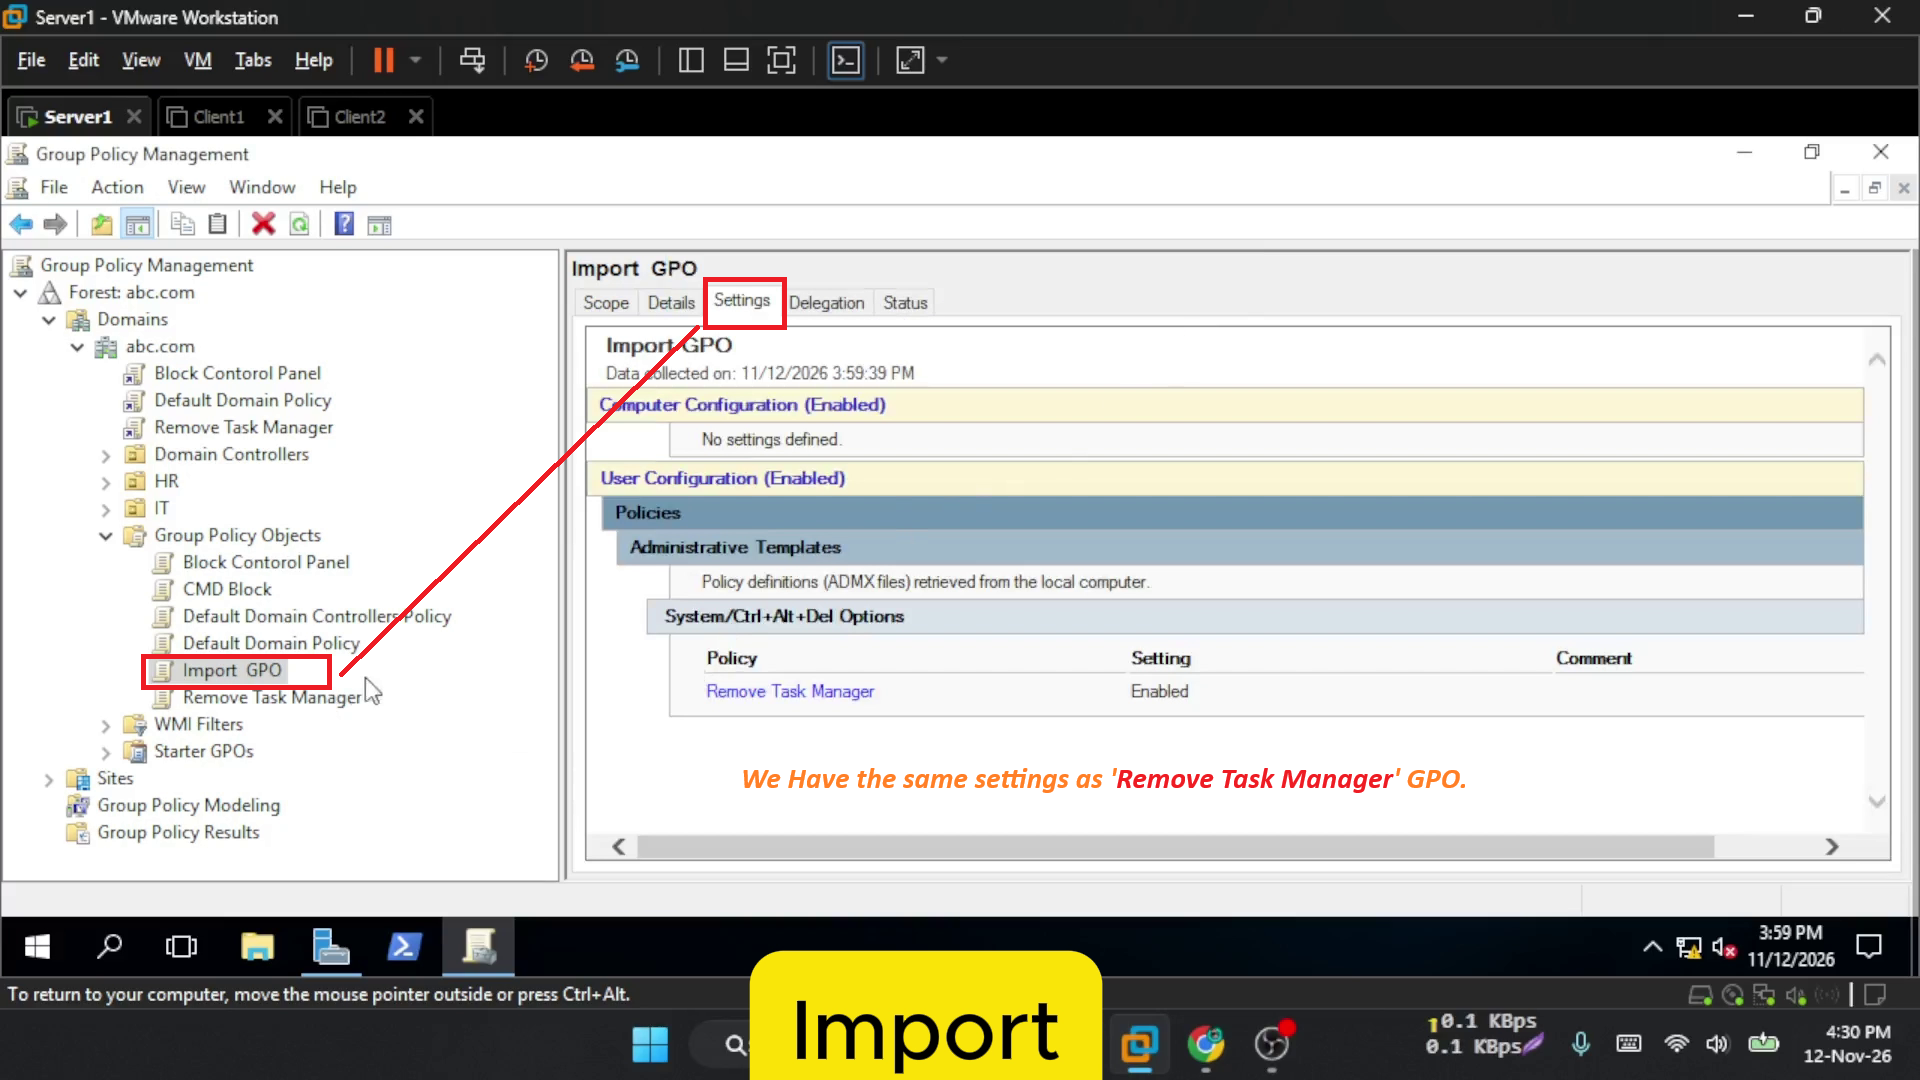 Server1 - VMware Workstation
File Edit View VM Tabs Help
Server1 Client1 Client2
Group Policy Management
File Action View Window Help
Group Policy Management
Forest: abc.com
Domains
abc.com
Block Contorol Panel
Default Domain Policy
Remove Task Manager
Domain Controllers
HR
IT
Group Policy Objects
Block Contorol Panel
CMD Block
Default Domain Controllers Policy
Default Domain Policy
Import GPO
Remove Task Manager
WMI Filters
Starter GPOs
Sites
Group Policy Modeling
Group Policy Results
Import GPO
Scope Details Settings Delegation Status
Import GPO
Data collected on: 11/12/2026 3:59:39 PM
Computer Configuration (Enabled)
No settings defined.
User Configuration (Enabled)
Policies
Administrative Templates
Policy definitions (ADMX files) retrieved from the local computer.
System/Ctrl+Alt+Del Options
Policy Setting Comment
Remove Task Manager Enabled
We Have the same settings as 'Remove Task Manager' GPO.
3:59 PM
11/12/2026
To return to your computer, move the mouse pointer outside or press Ctrl+Alt.
Import
0.1 KBps
0.1 KBps
4:30 PM
12-Nov-26